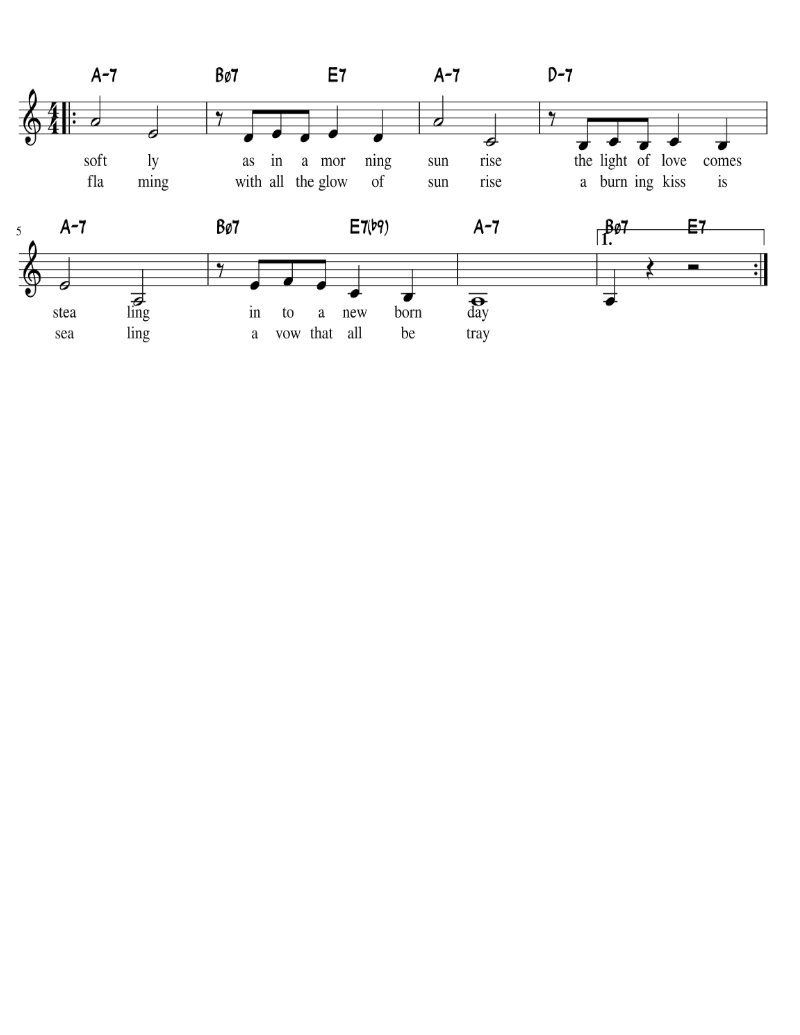 A-7 Bø7 E7 A-7 D-7
4
4
soft ly as in a mor ning sun rise the light of love comes
fla ming with all the glow of sun rise a burn ing kiss is
5 A-7 Bø7 E7(♭9) A-7 Bø7 E7
1.
stea ling in to a new born day
sea ling a vow that all be tray